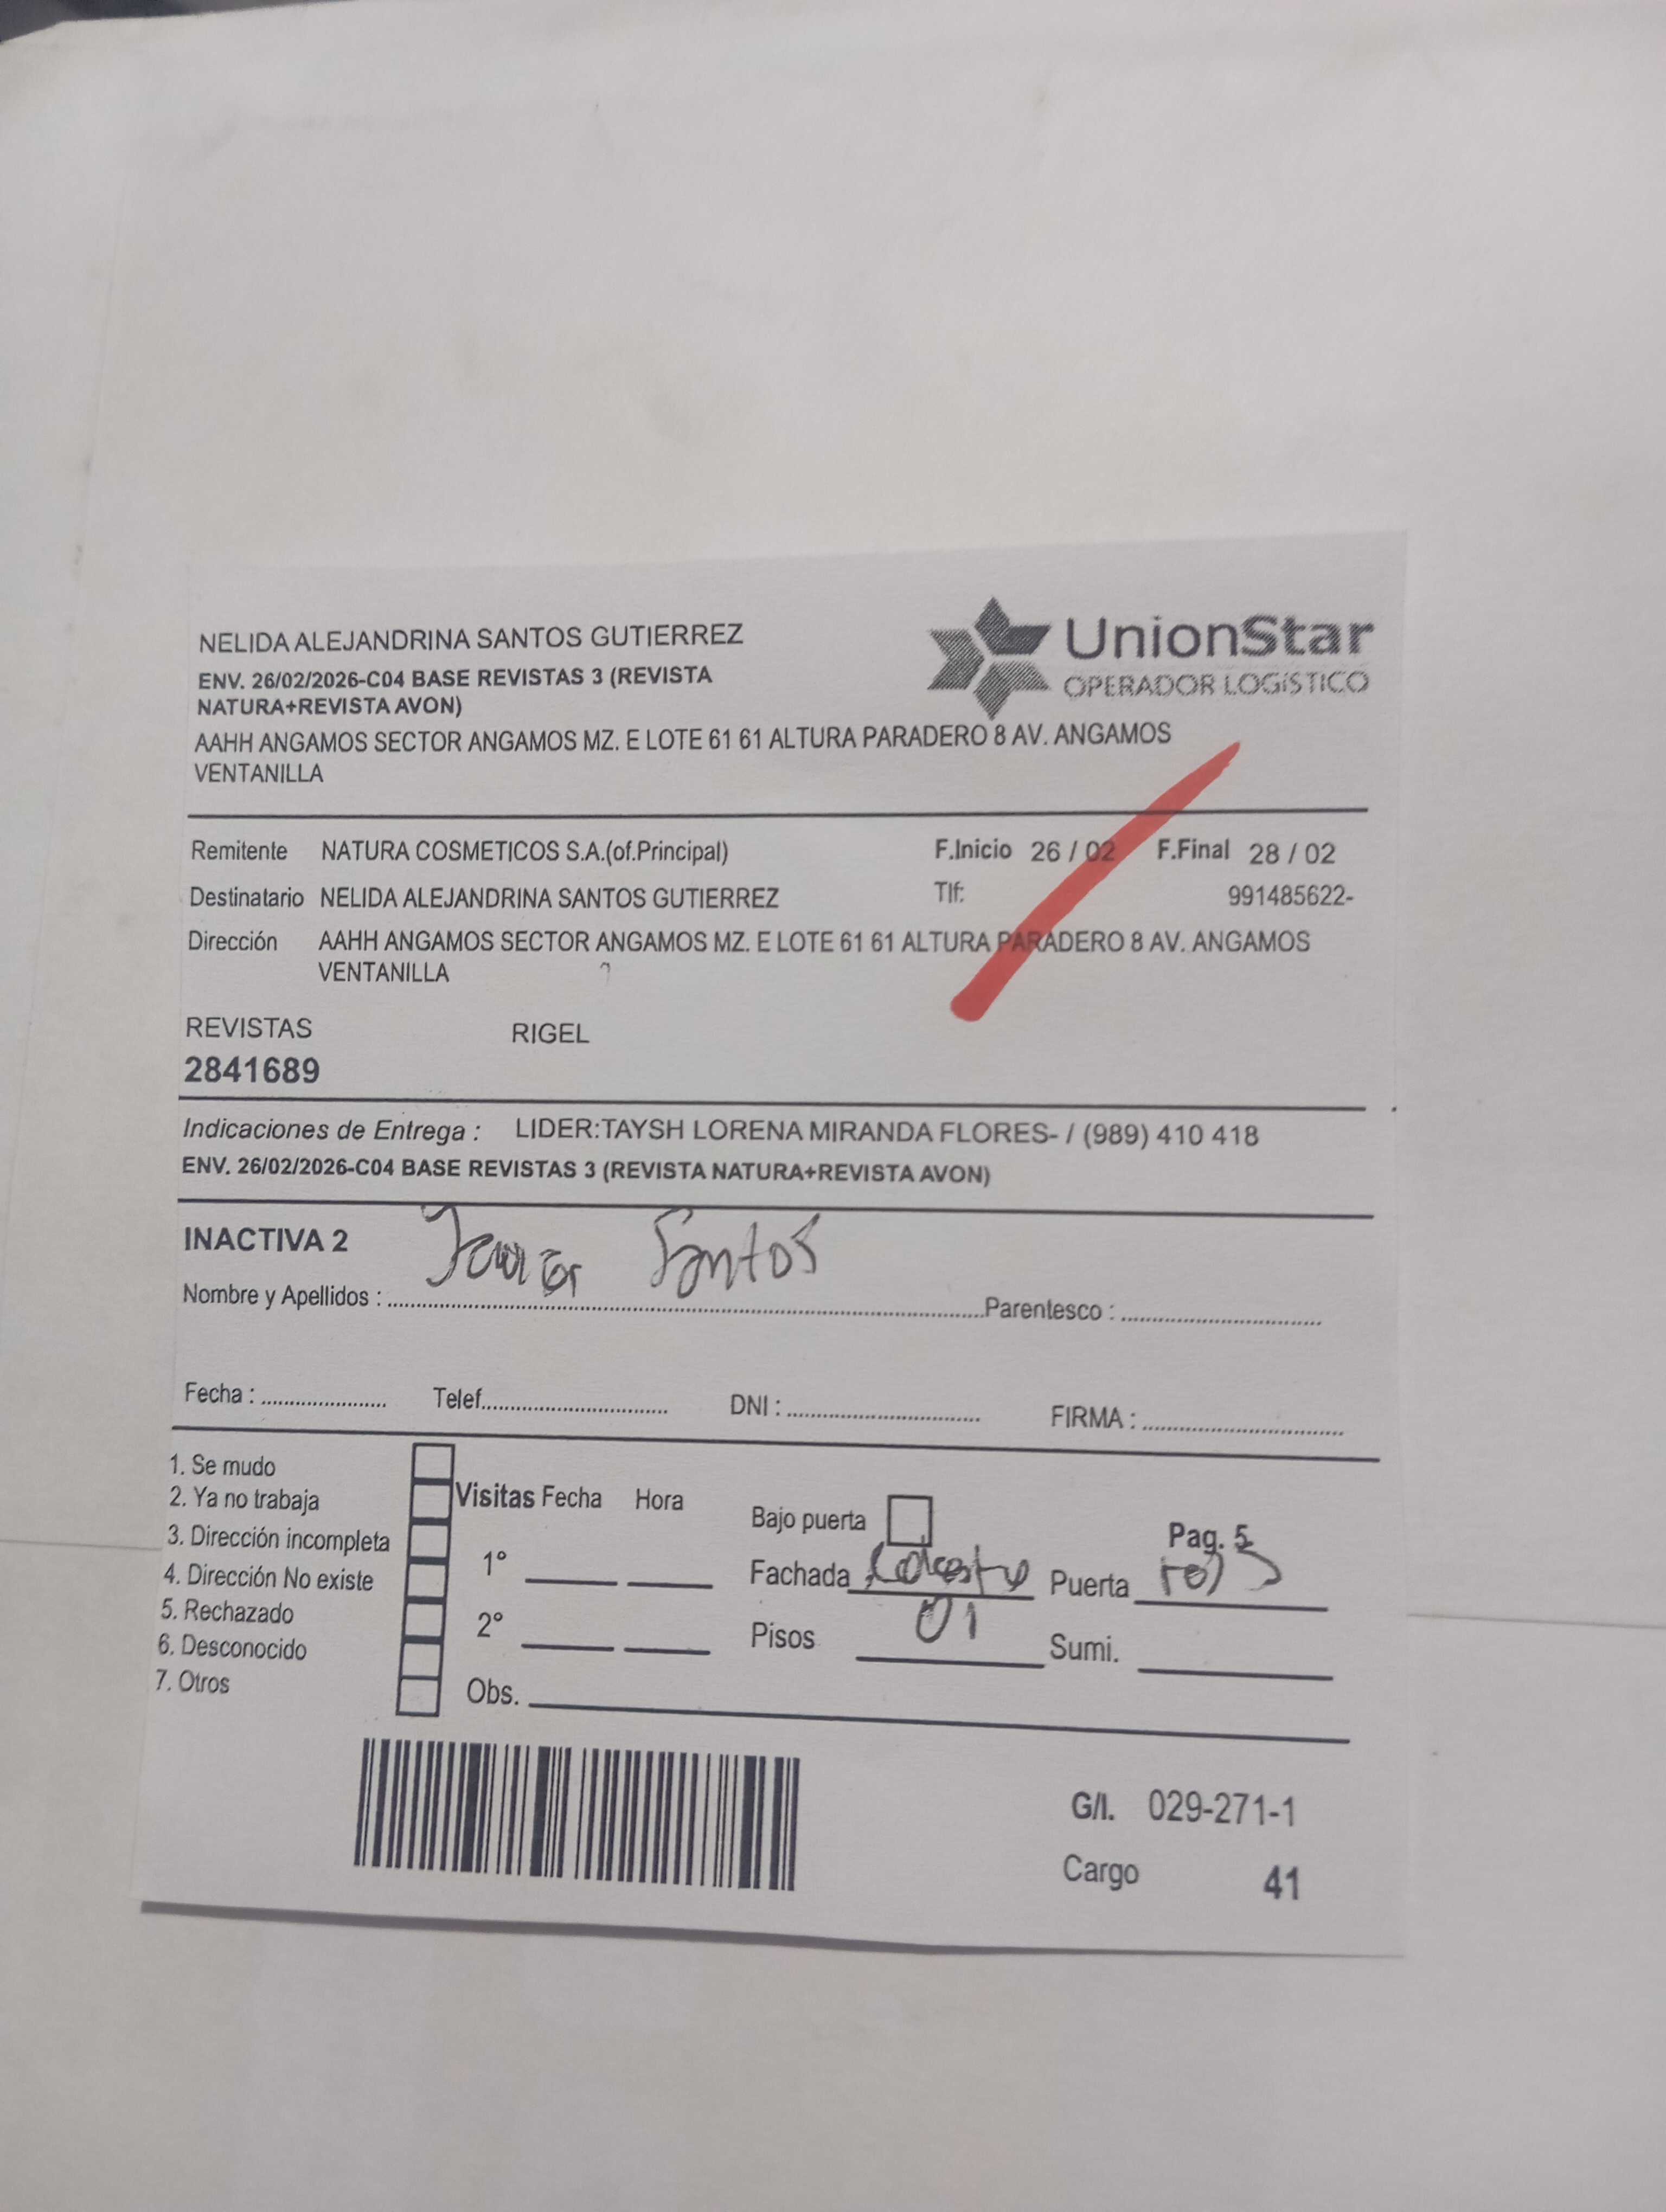 NELIDA ALEJANDRINA SANTOS GUTIERREZ
ENV. 26/02/2026-C04 BASE REVISTAS 3 (REVISTA
NATURA+REVISTA AVON)
AAHH ANGAMOS SECTOR ANGAMOS MZ. E LOTE 61 61 ALTURA PARADERO 8 AV. ANGAMOS
VENTANILLA
UnionStar
OPERADOR LOGíSTICO
Remitente NATURA COSMETICOS S.A.(of.Principal) F.Inicio 26 / 02 F.Final 28 / 02
Destinatario NELIDA ALEJANDRINA SANTOS GUTIERREZ Tlf: 991485622-
Dirección AAHH ANGAMOS SECTOR ANGAMOS MZ. E LOTE 61 61 ALTURA PARADERO 8 AV. ANGAMOS
VENTANILLA
REVISTAS RIGEL
2841689
Indicaciones de Entrega : LIDER:TAYSH LORENA MIRANDA FLORES- / (989) 410 418
ENV. 26/02/2026-C04 BASE REVISTAS 3 (REVISTA NATURA+REVISTA AVON)
INACTIVA 2
Nombre y Apellidos : Santos Parentesco :
Fecha : Telef. DNI : FIRMA :
1. Se mudo
2. Ya no trabaja
3. Dirección incompleta
4. Dirección No existe
5. Rechazado
6. Desconocido
7. Otros
Visitas Fecha Hora
1°
2°
Obs.
Bajo puerta Pag. 5
Fachada Celeste Puerta
Pisos 01 Sumi.
G/I. 029-271-1
Cargo 41